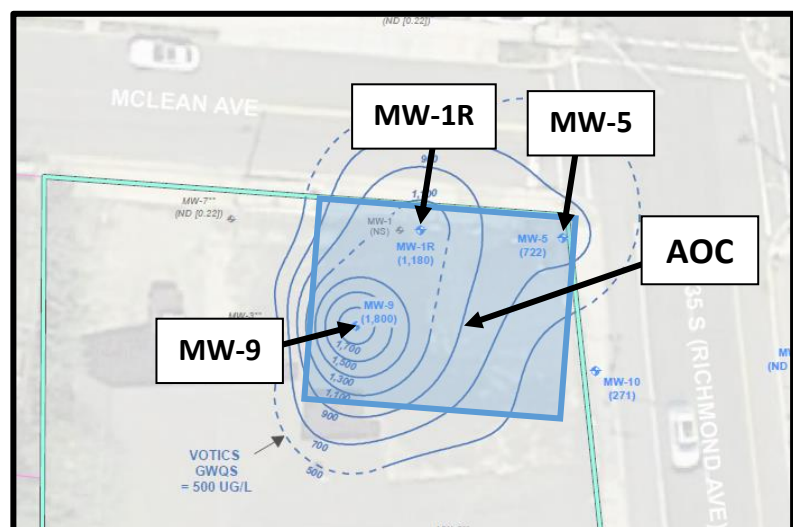 (ND [0.22])
MCLEAN AVE
MW-1R
MW-5
900
MW-7**
(ND [0.22])
MW-1
(NS)
MW-1R
(1,180)
MW-5
(722)
AOC
35 S (RICHMOND AVE
MW-9
(1,800)
MW-3**
MW-9
1,700
1,500
1,300
1,100
900
700
500
MW-10
(271)
(ND
VOTICS
GWQS
= 500 UG/L